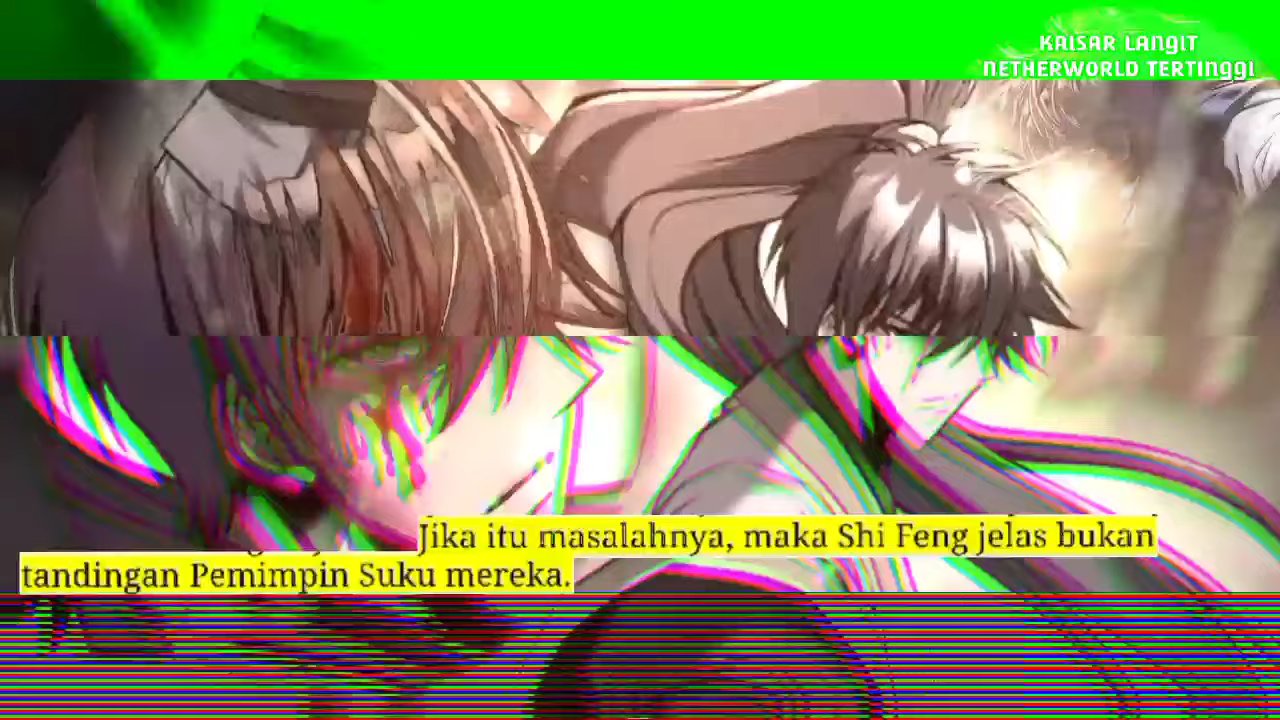 KAISAR LANGIT
NETHERWORLD TERTINGGI
Jika itu masalahnya, maka Shi Feng jelas bukan
tandingan Pemimpin Suku mereka.